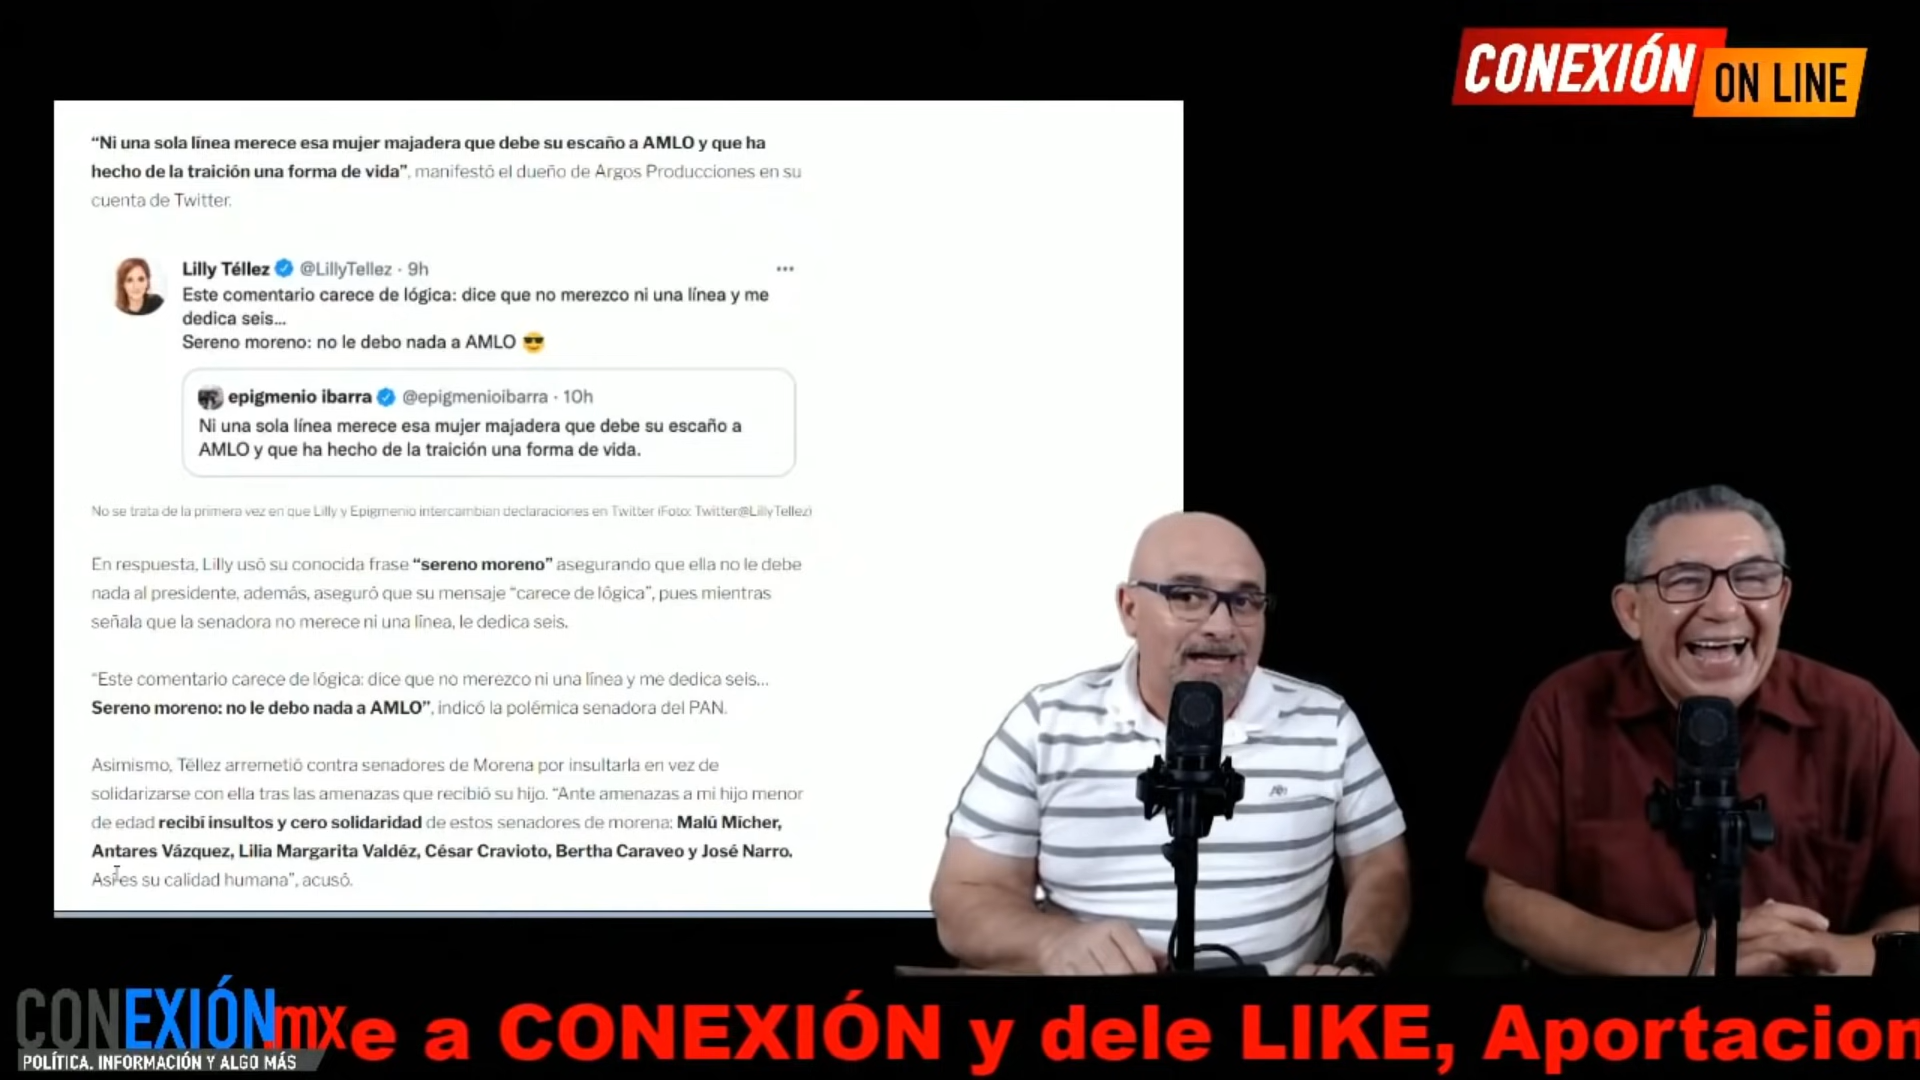 CONEXIÓN
ON LINE
“Ni una sola línea merece esa mujer majadera que debe su escaño a AMLO y que ha
hecho de la traición una forma de vida”, manifestó el dueño de Argos Producciones en su
cuenta de Twitter.
Lilly Téllez @LillyTellez · 9h
Este comentario carece de lógica: dice que no merezco ni una línea y me
dedica seis...
Sereno moreno: no le debo nada a AMLO 😎
epigmenio ibarra @epigmenioibarra · 10h
Ni una sola línea merece esa mujer majadera que debe su escaño a
AMLO y que ha hecho de la traición una forma de vida.
No se trata de la primera vez en que Lilly y Epigmenio intercambian declaraciones en Twitter (Foto: Twitter@LillyTellez)
En respuesta, Lilly usó su conocida frase “sereno moreno” asegurando que ella no le debe
nada al presidente, además, aseguró que su mensaje “carece de lógica”, pues mientras
señala que la senadora no merece ni una línea, le dedica seis.
“Este comentario carece de lógica: dice que no merezco ni una línea y me dedica seis...
Sereno moreno: no le debo nada a AMLO”, indicó la polémica senadora del PAN.
Asimismo, Téllez arremetió contra senadores de Morena por insultarla en vez de
solidarizarse con ella tras las amenazas que recibió su hijo. “Ante amenazas a mi hijo menor
de edad recibí insultos y cero solidaridad de estos senadores de morena: Malú Mícher,
Antares Vázquez, Lilia Margarita Valdéz, César Cravioto, Bertha Caraveo y José Narro.
Así es su calidad humana”, acusó.
CONEXIÓN.mx
POLÍTICA, INFORMACIÓN Y ALGO MÁS
e a CONEXIÓN y dele LIKE, Aportacion